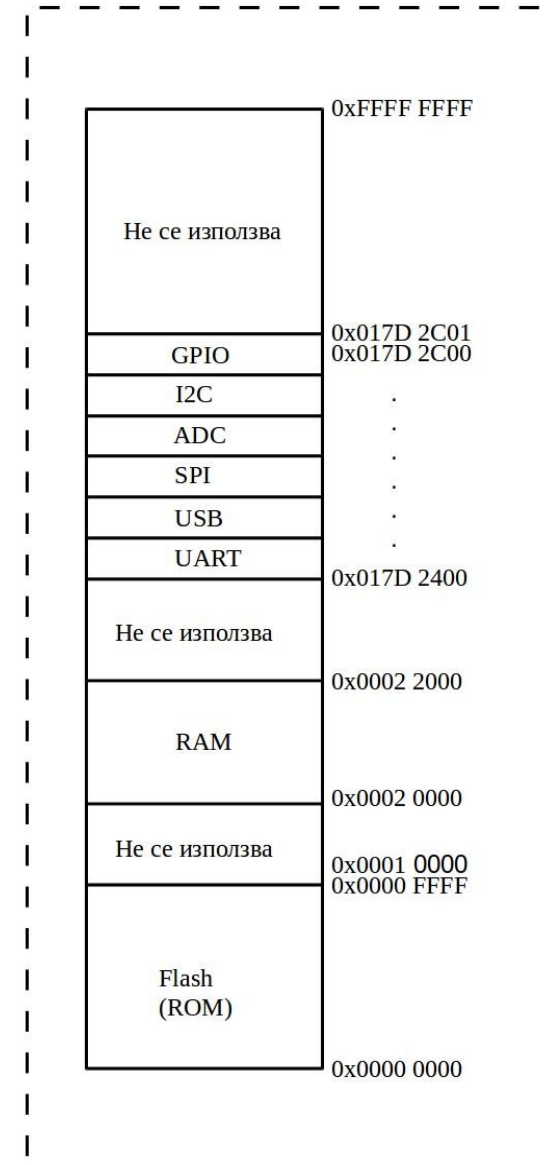 0xFFFF FFFF
Не се използва
0x017D 2C01
0x017D 2C00
GPIO
I2C
ADC
SPI
USB
UART
0x017D 2400
Не се използва
0x0002 2000
RAM
0x0002 0000
Не се използва
0x0001 0000
0x0000 FFFF
Flash
(ROM)
0x0000 0000